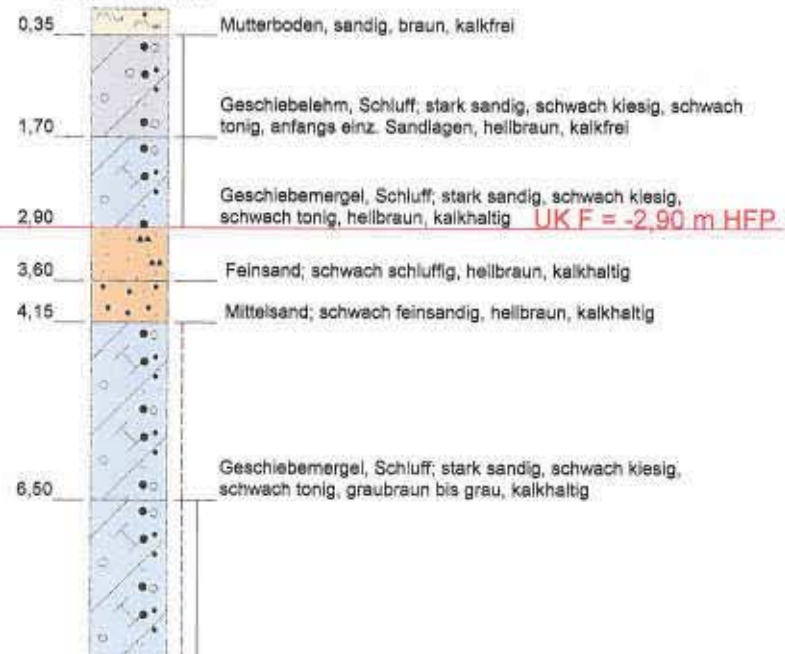 0,35
Mutterboden, sandig, braun, kalkfrei
Geschiebelehm, Schluff; stark sandig, schwach kiesig, schwach
1,70
tonig, anfangs einz. Sandlagen, hellbraun, kalkfrei
Geschiebemergel, Schluff; stark sandig, schwach kiesig,
2,90
schwach tonig, hellbraun, kalkhaltig
UK F = -2,90 m HFP
3,60
Feinsand; schwach schluffig, hellbraun, kalkhaltig
4,15
Mittelsand; schwach feinsandig, hellbraun, kalkhaltig
Geschiebemergel, Schluff; stark sandig, schwach kiesig,
6,50
schwach tonig, graubraun bis grau, kalkhaltig